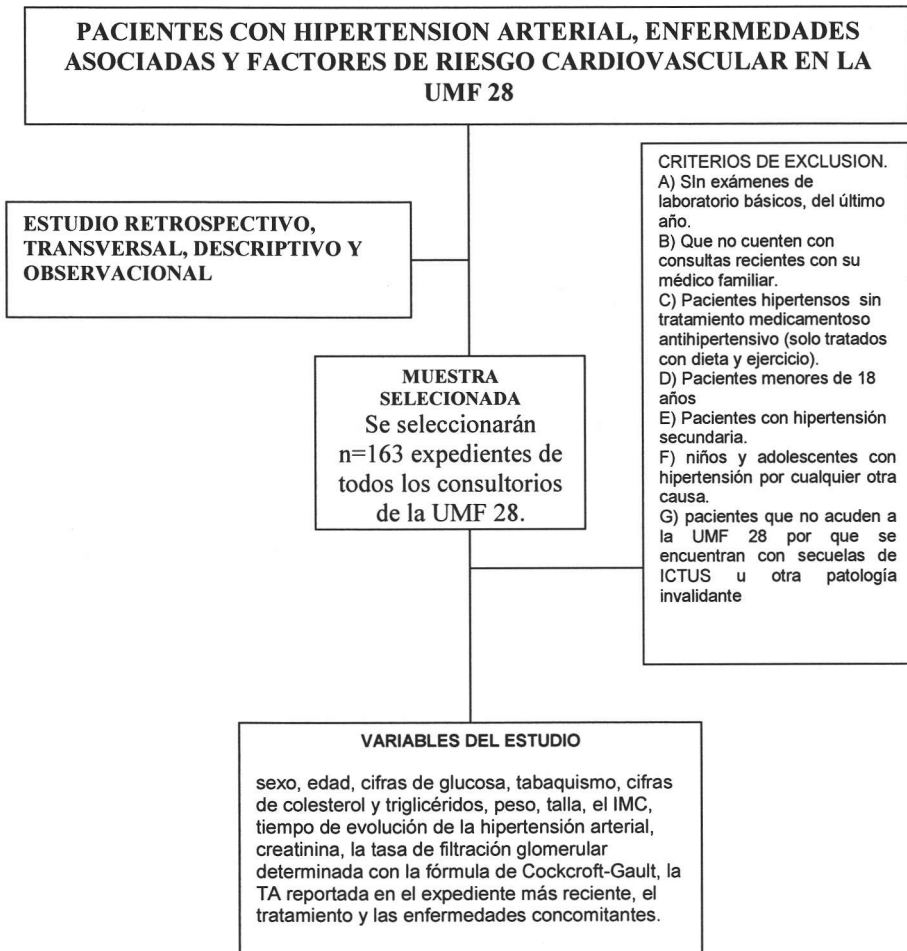 PACIENTES CON HIPERTENSION ARTERIAL, ENFERMEDADES
ASOCIADAS Y FACTORES DE RIESGO CARDIOVASCULAR EN LA
UMF 28
ESTUDIO RETROSPECTIVO,
TRANSVERSAL, DESCRIPTIVO Y
OBSERVACIONAL
CRITERIOS DE EXCLUSION.
A) SIn exámenes de
laboratorio básicos, del último
año.
B) Que no cuenten con
consultas recientes con su
médico familiar.
C) Pacientes hipertensos sin
tratamiento medicamentoso
antihipertensivo (solo tratados
con dieta y ejercicio).
D) Pacientes menores de 18
años
E) Pacientes con hipertensión
secundaria.
F) niños y adolescentes con
hipertensión por cualquier otra
causa.
G) pacientes que no acuden a
la UMF 28 por que se
encuentran con secuelas de
ICTUS u otra patología
invalidante
MUESTRA
SELECIONADA
Se seleccionarán
n=163 expedientes de
todos los consultorios
de la UMF 28.
VARIABLES DEL ESTUDIO
sexo, edad, cifras de glucosa, tabaquismo, cifras
de colesterol y triglicéridos, peso, talla, el IMC,
tiempo de evolución de la hipertensión arterial,
creatinina, la tasa de filtración glomerular
determinada con la fórmula de Cockcroft-Gault, la
TA reportada en el expediente más reciente, el
tratamiento y las enfermedades concomitantes.